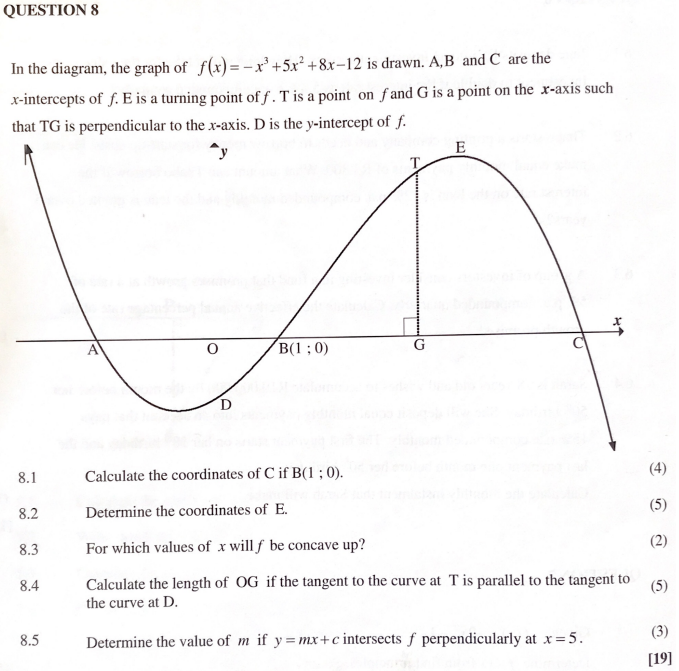 QUESTION 8
In the diagram, the graph of f(x) = −x³ +5x² +8x−12 is drawn. A,B and C are the
x-intercepts of f. E is a turning point of f. T is a point on f and G is a point on the x-axis such
that TG is perpendicular to the x-axis. D is the y-intercept of f.
y
E
T
x
A
O
B(1 ; 0)
G
C
D
8.1 Calculate the coordinates of C if B(1 ; 0). (4)
8.2 Determine the coordinates of E. (5)
8.3 For which values of x will f be concave up? (2)
8.4 Calculate the length of OG if the tangent to the curve at T is parallel to the tangent to (5)
the curve at D.
8.5 Determine the value of m if y = mx + c intersects f perpendicularly at x = 5. (3)
[19]